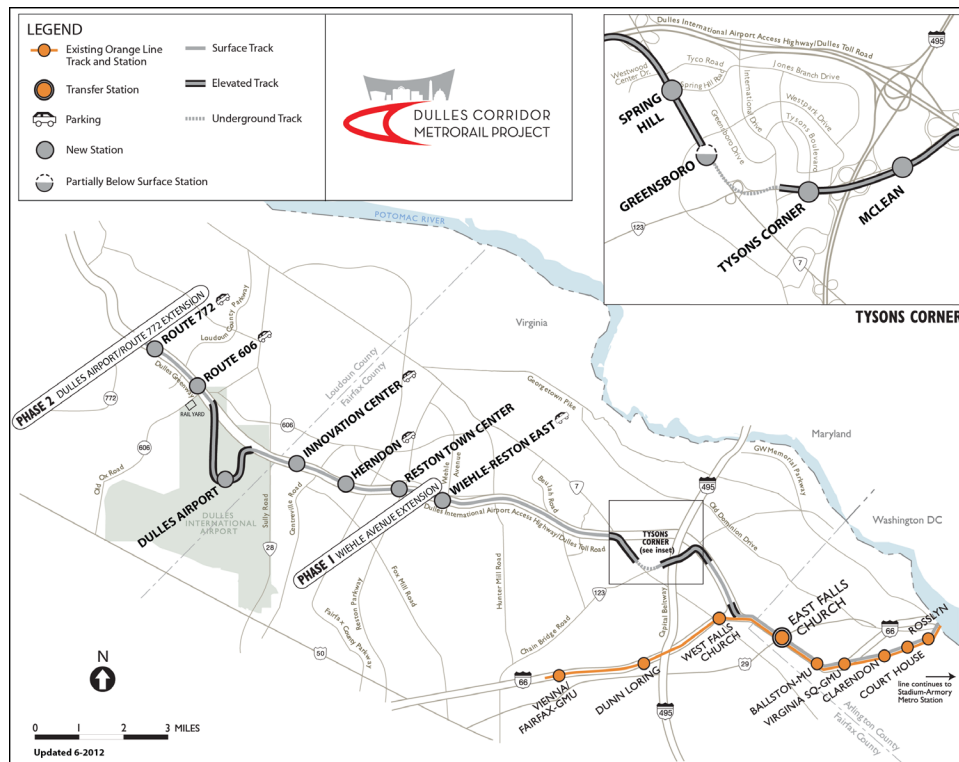 LEGEND
Existing Orange Line
Track and Station
Transfer Station
Parking
New Station
Partially Below Surface Station
Surface Track
Elevated Track
Underground Track
DULLES CORRIDOR
METRORAIL PROJECT
Dulles International Airport Access Highway/Dulles Toll Road
495
Westwood
Center Dr.
Tyco Road
Spring Hill Road
Jones Branch Drive
International Drive
Westpark Drive
Tysons Boulevard
Greensboro Drive
SPRING
HILL
GREENSBORO
TYSONS CORNER
MCLEAN
123
7
TYSONS CORNER
POTOMAC RIVER
Virginia
Maryland
Washington DC
PHASE 2 DULLES AIRPORT/ROUTE 772 EXTENSION
ROUTE 772
Loudoun County Parkway
ROUTE 606
Dulles Greenway
RAIL YARD
772
606
606
Old Ox Road
Loudoun County
Fairfax County
INNOVATION CENTER
HERNDON
RESTON TOWN CENTER
WIEHLE-RESTON EAST
Wiehle
Avenue
Georgetown Pike
GW Memorial Parkway
Beulah Road
7
495
Old Dominion Drive
DULLES AIRPORT
DULLES
INTERNATIONAL
AIRPORT
Sully Road
28
Centreville Road
PHASE 1 WIEHLE AVENUE EXTENSION
Dulles International Airport Access Highway/Dulles Toll Road
TYSONS
CORNER
(see inset)
Fox Mill Road
Reston Parkway
Fairfax County Parkway
Hunter Mill Road
123
Chain Bridge Road
Capital Beltway
50
66
VIENNA/
FAIRFAX-GMU
DUNN LORING
WEST FALLS
CHURCH
29
495
EAST FALLS
CHURCH
66
BALLSTON-MU
VIRGINIA SQ-GMU
CLARENDON
COURT HOUSE
ROSSLYN
line continues to
Stadium-Armory
Metro Station
Arlington County
Fairfax County
N
0 1 2 3 MILES
Updated 6-2012